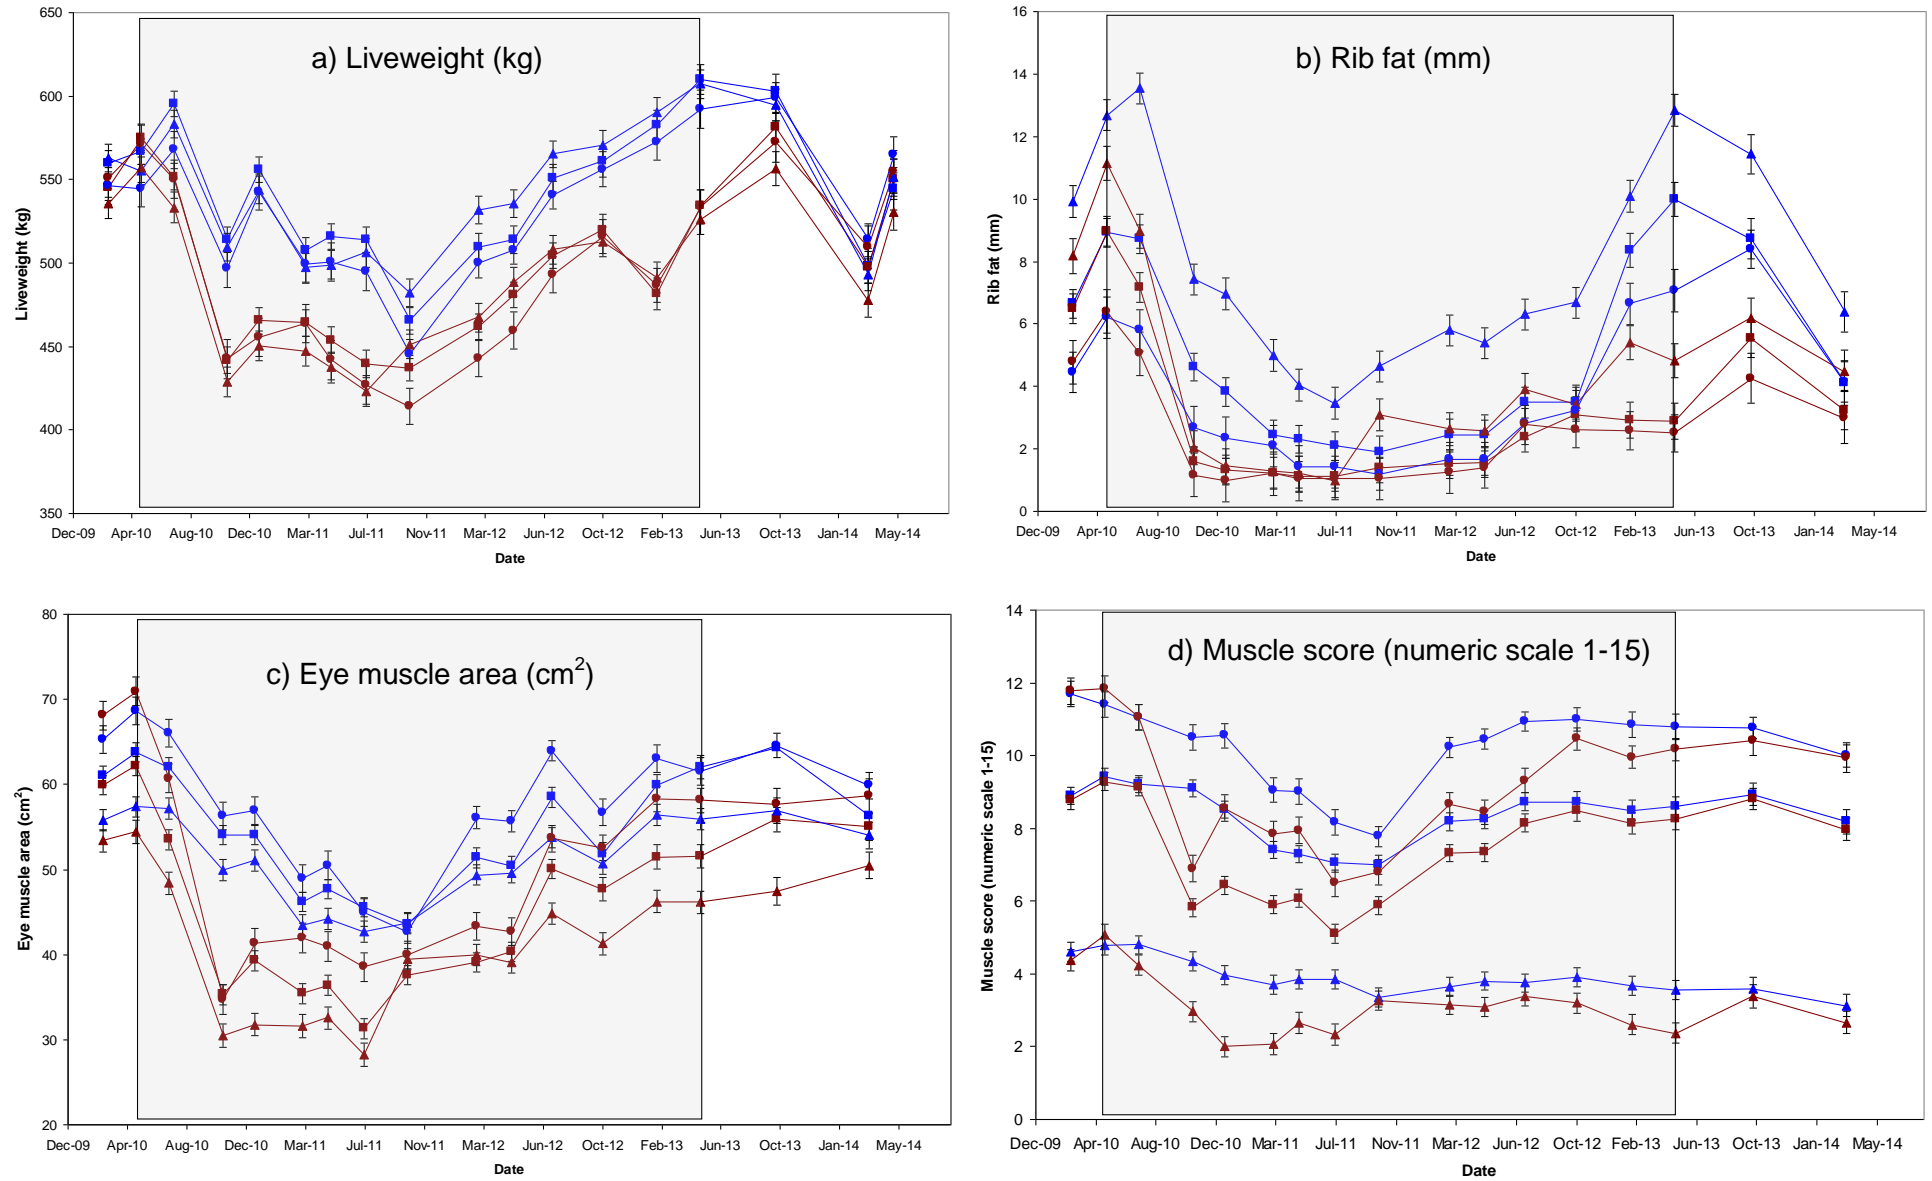 a) Liveweight (kg)
Liveweight (kg)
650
600
550
500
450
400
350
Dec-09 Apr-10 Aug-10 Dec-10 Mar-11 Jul-11 Nov-11 Mar-12 Jun-12 Oct-12 Feb-13 Jun-13 Oct-13 Jan-14 May-14
Date
b) Rib fat (mm)
Rib fat (mm)
16
14
12
10
8
6
4
2
0
Dec-09 Apr-10 Aug-10 Dec-10 Mar-11 Jul-11 Nov-11 Mar-12 Jun-12 Oct-12 Feb-13 Jun-13 Oct-13 Jan-14 May-14
Date
c) Eye muscle area (cm²)
Eye muscle area (cm²)
80
70
60
50
40
30
20
Dec-09 Apr-10 Aug-10 Dec-10 Mar-11 Jul-11 Nov-11 Mar-12 Jun-12 Oct-12 Feb-13 Jun-13 Oct-13 Jan-14 May-14
Date
d) Muscle score (numeric scale 1-15)
Muscle score (numeric scale 1-15)
14
12
10
8
6
4
2
0
Dec-09 Apr-10 Aug-10 Dec-10 Mar-11 Jul-11 Nov-11 Mar-12 Jun-12 Oct-12 Feb-13 Jun-13 Oct-13 Jan-14 May-14
Date